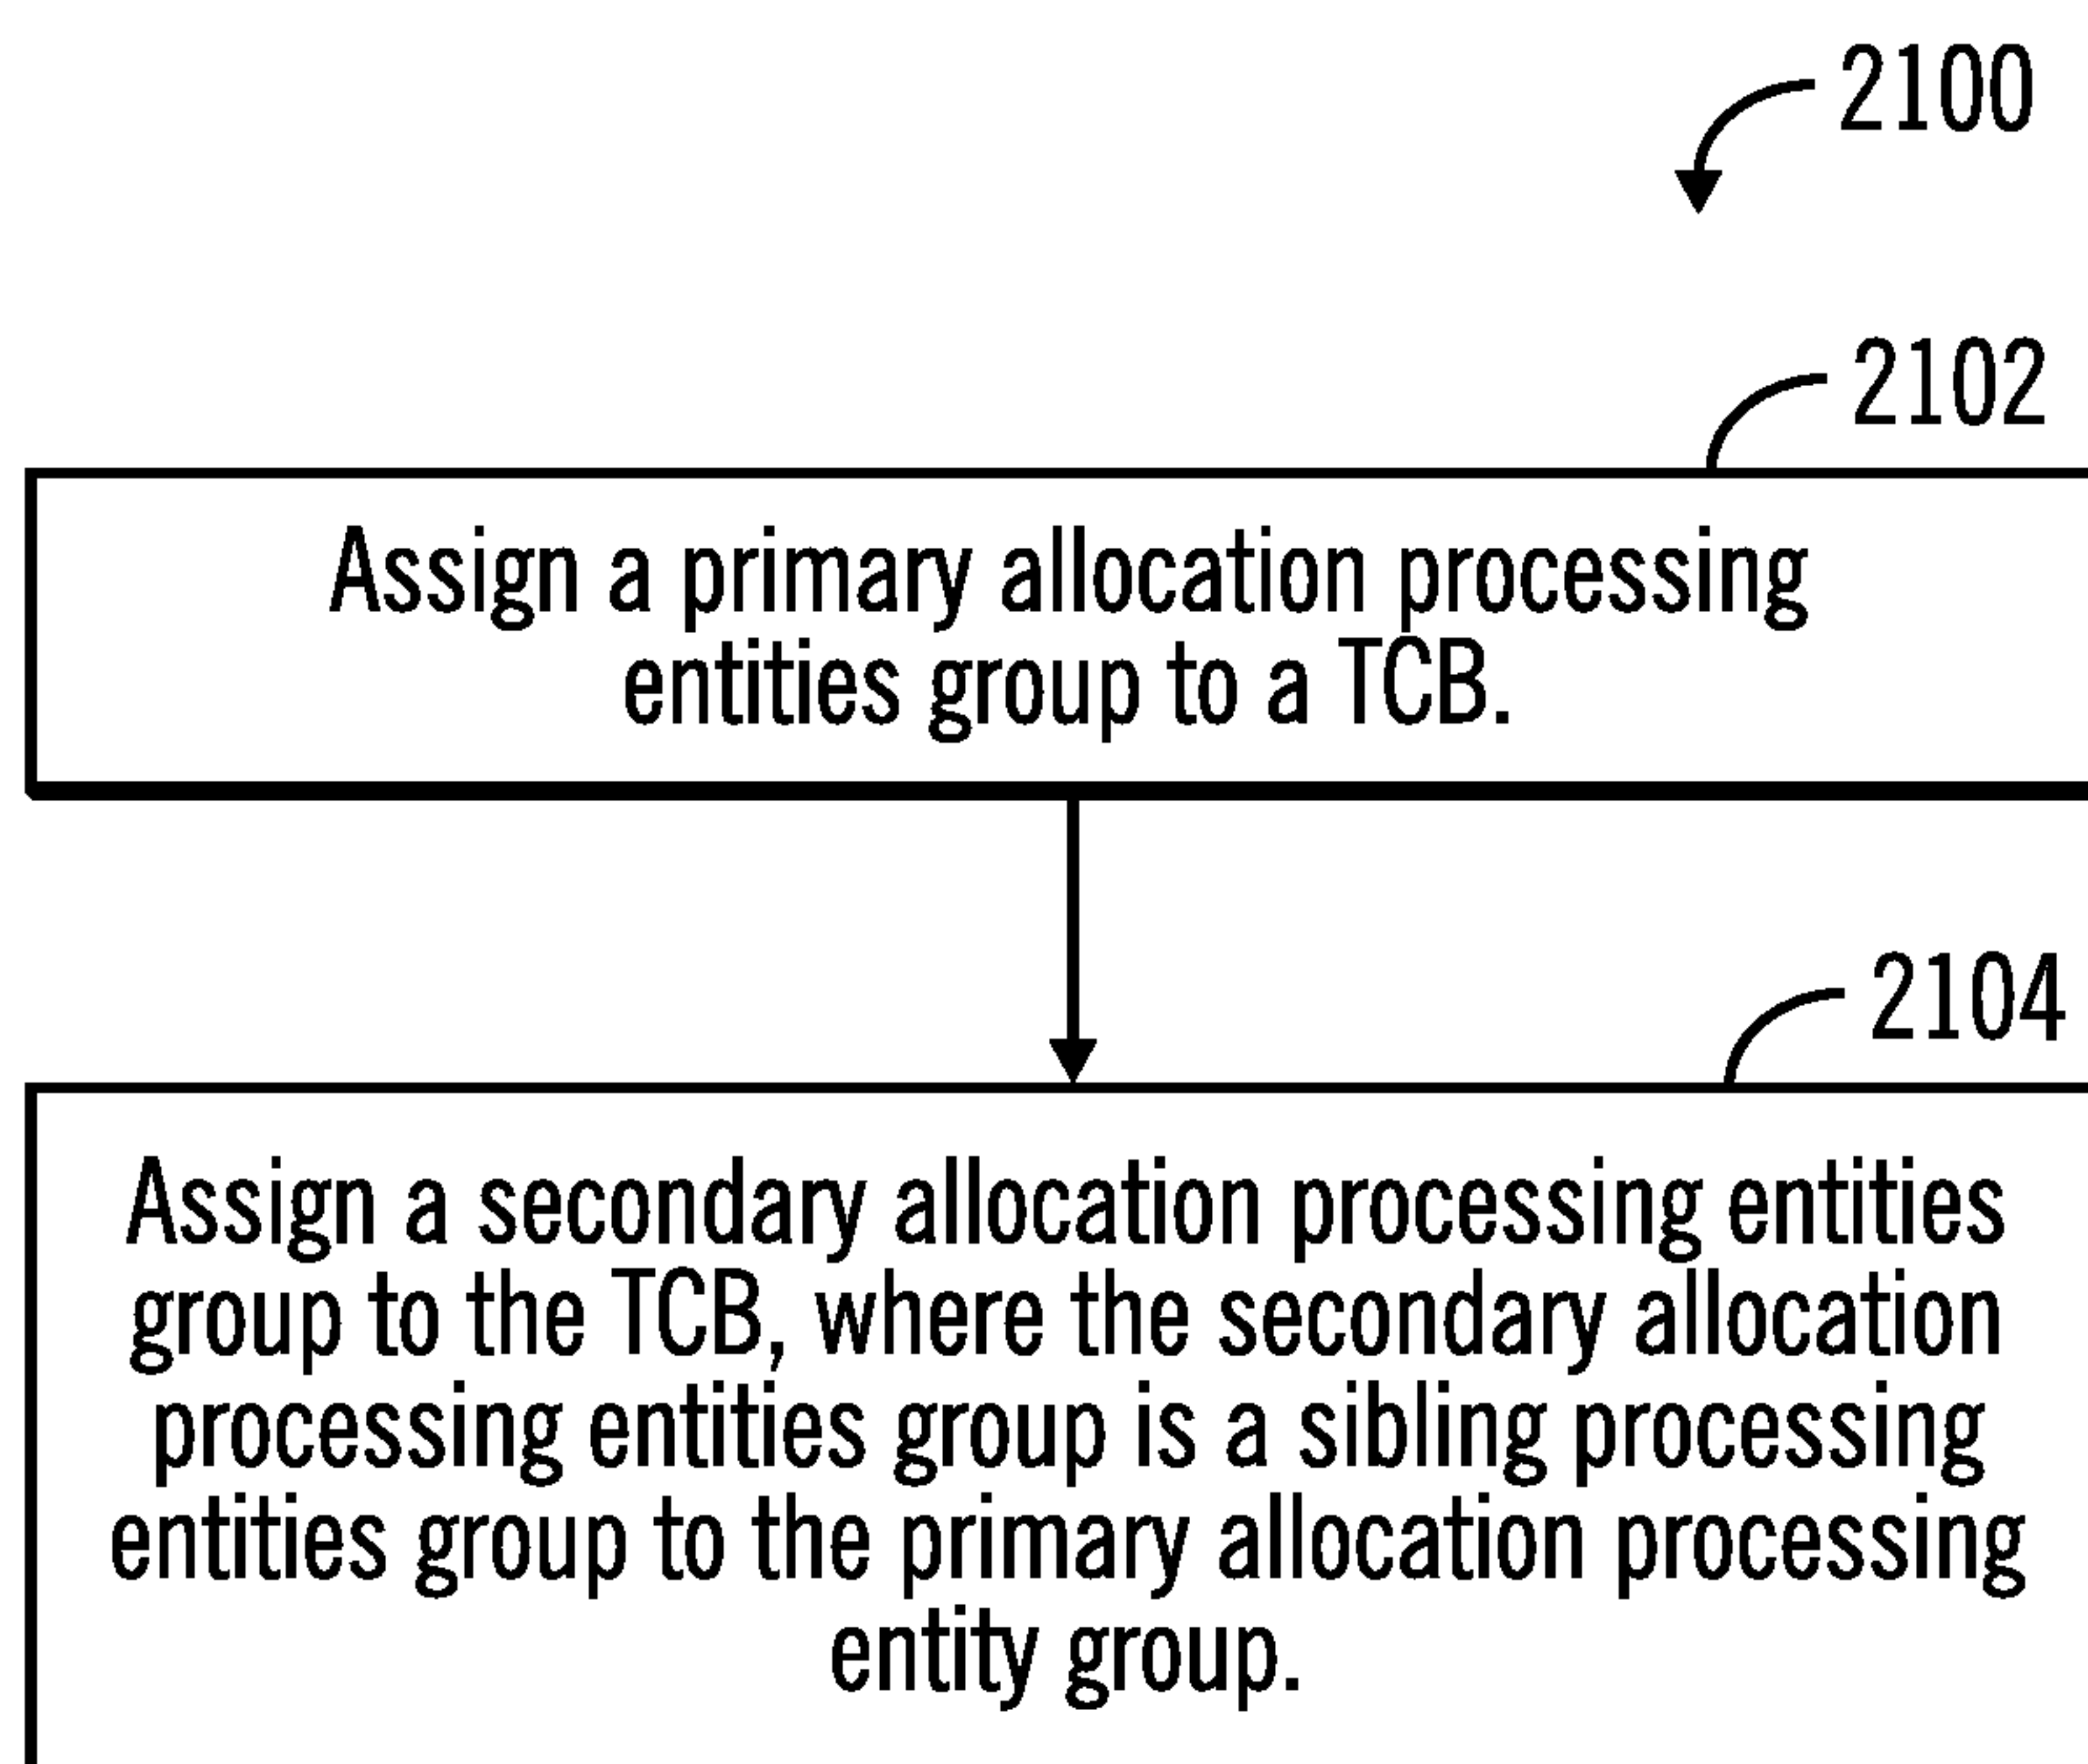 2100
2102
Assign a primary allocation processing
entities group to a TCB.
2104
Assign a secondary allocation processing entities
group to the TCB, where the secondary allocation
processing entities group is a sibling processing
entities group to the primary allocation processing
entity group.